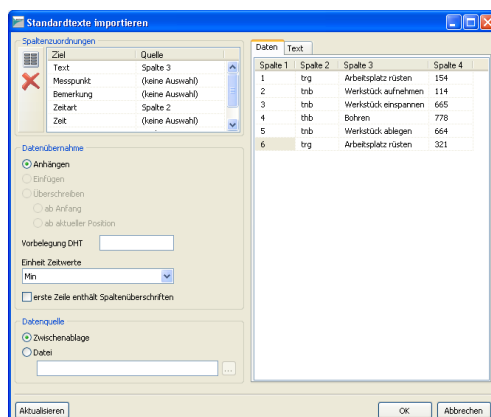 Standardtexte importieren
Spaltenzuordnungen
Ziel Quelle
Text Spalte 3
Messpunkt (keine Auswahl)
Bemerkung (keine Auswahl)
Zeitart Spalte 2
Zeit (keine Auswahl)
Datenübernahme
Anhängen
Einfügen
Überschreiben
ab Anfang
ab aktueller Position
Vorbelegung DHT
Einheit Zeitwerte
Min
erste Zeile enthält Spaltenüberschriften
Datenquelle
Zwischenablage
Datei
...
Daten Text
Spalte 1 Spalte 2 Spalte 3 Spalte 4
1 trg Arbeitsplatz rüsten 154
2 tnb Werkstück aufnehmen 114
3 tnb Werkstück einspannen 665
4 thb Bohren 778
5 tnb Werkstück ablegen 664
6 trg Arbeitsplatz rüsten 321
Aktualisieren OK Abbrechen